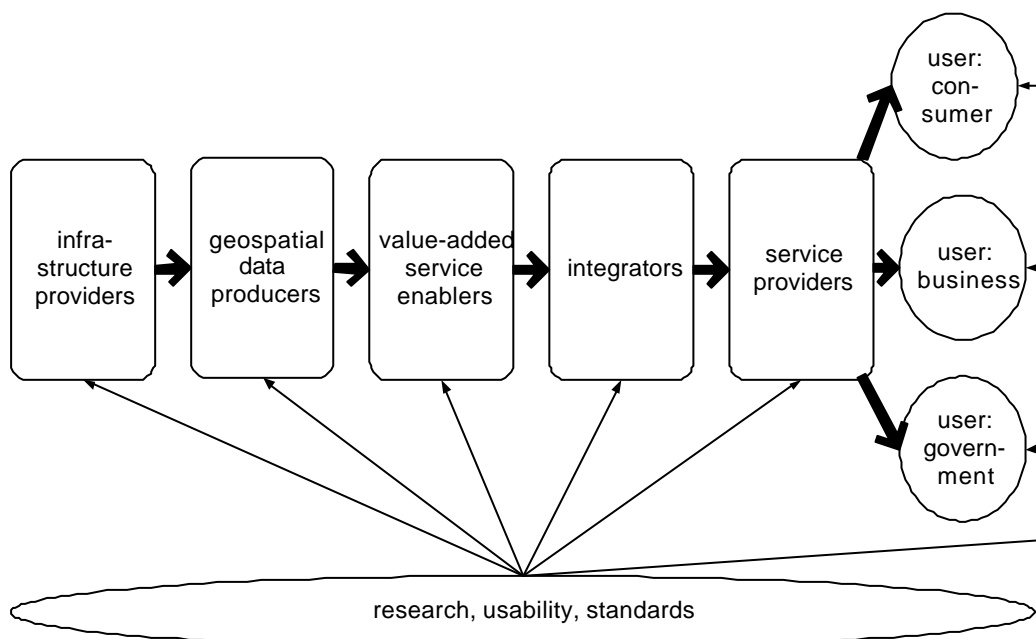 user:
con-
sumer
infra-
structure
providers
geospatial
data
producers
value-added
service
enablers
integrators
service
providers
user:
business
user:
govern-
ment
research, usability, standards